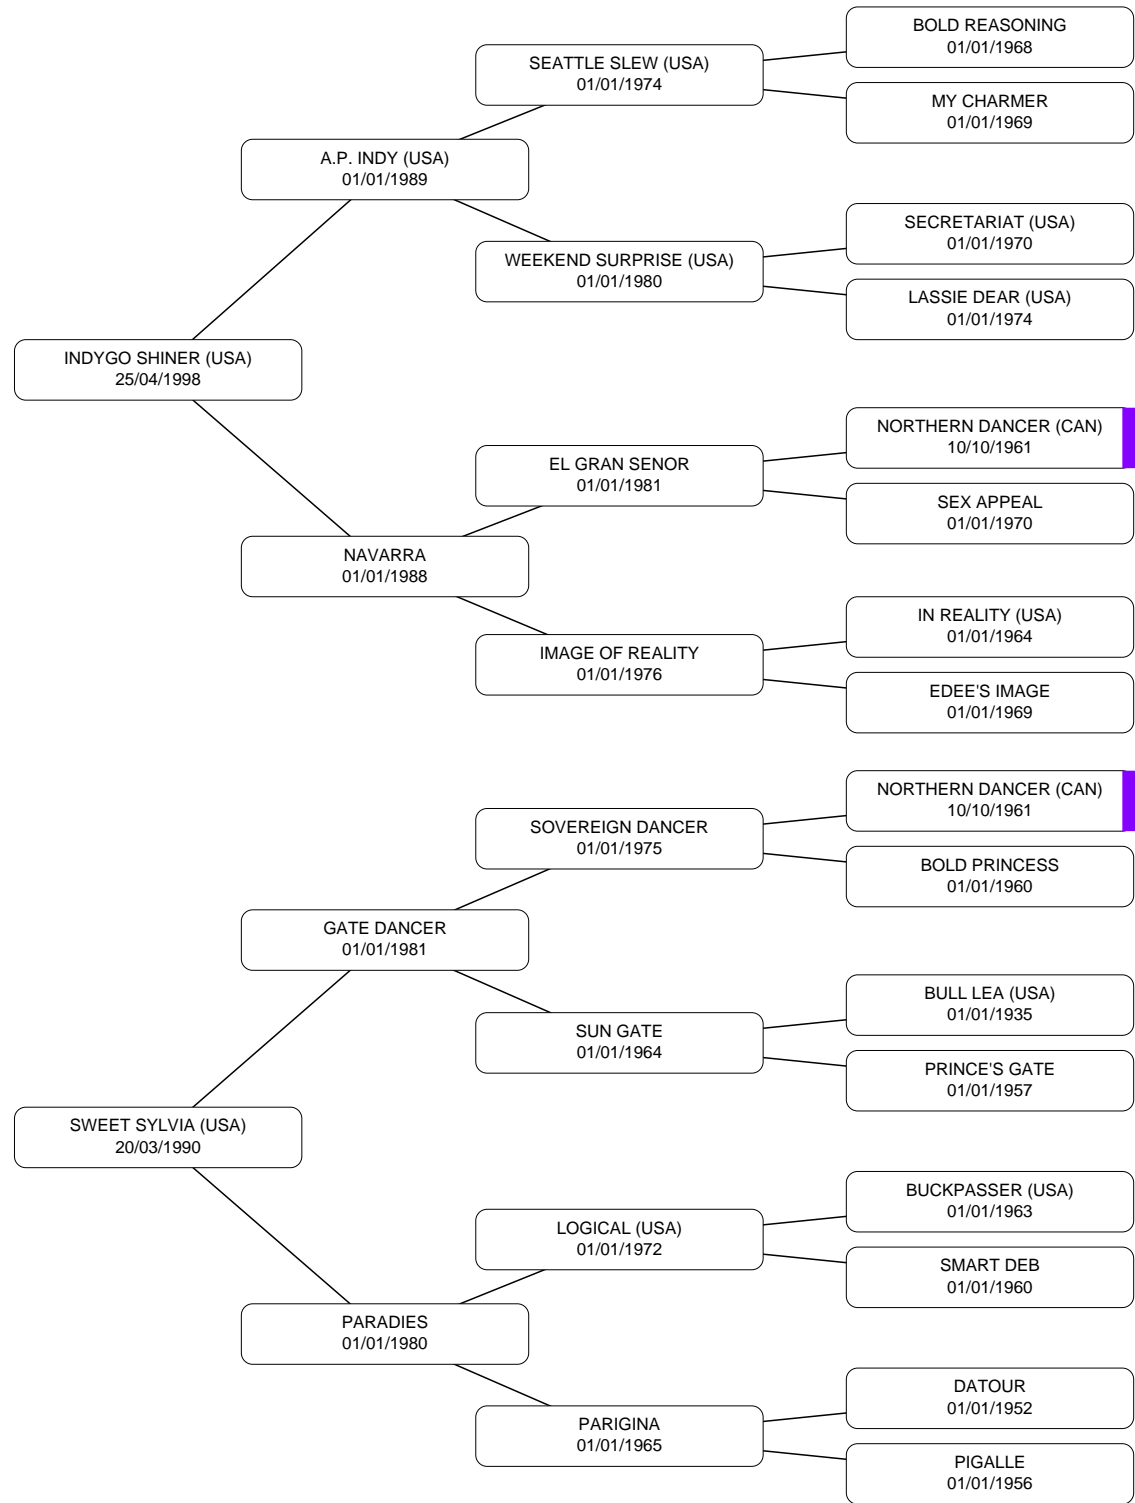 BOLD REASONING
01/01/1968
SEATTLE SLEW (USA)
01/01/1974
MY CHARMER
01/01/1969
A.P. INDY (USA)
01/01/1989
SECRETARIAT (USA)
01/01/1970
WEEKEND SURPRISE (USA)
01/01/1980
LASSIE DEAR (USA)
01/01/1974
INDYGO SHINER (USA)
25/04/1998
NORTHERN DANCER (CAN)
10/10/1961
EL GRAN SENOR
01/01/1981
SEX APPEAL
01/01/1970
NAVARRA
01/01/1988
IN REALITY (USA)
01/01/1964
IMAGE OF REALITY
01/01/1976
EDEE'S IMAGE
01/01/1969
NORTHERN DANCER (CAN)
10/10/1961
SOVEREIGN DANCER
01/01/1975
BOLD PRINCESS
01/01/1960
GATE DANCER
01/01/1981
BULL LEA (USA)
01/01/1935
SUN GATE
01/01/1964
PRINCE'S GATE
01/01/1957
SWEET SYLVIA (USA)
20/03/1990
BUCKPASSER (USA)
01/01/1963
LOGICAL (USA)
01/01/1972
SMART DEB
01/01/1960
PARADIES
01/01/1980
DATOUR
01/01/1952
PARIGINA
01/01/1965
PIGALLE
01/01/1956